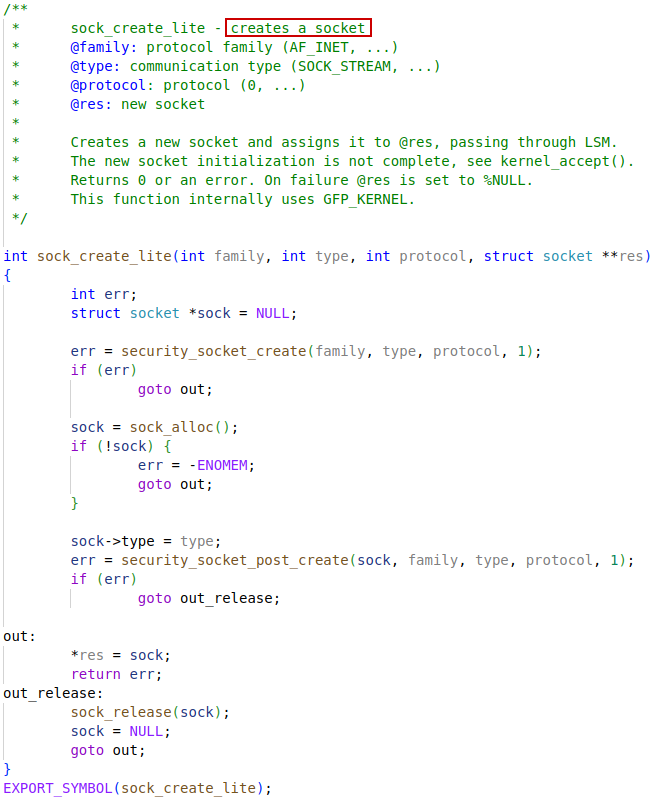 /**
 *	sock_create_lite - creates a socket
 *	@family: protocol family (AF_INET, ...)
 *	@type: communication type (SOCK_STREAM, ...)
 *	@protocol: protocol (0, ...)
 *	@res: new socket
 *
 *	Creates a new socket and assigns it to @res, passing through LSM.
 *	The new socket initialization is not complete, see kernel_accept().
 *	Returns 0 or an error. On failure @res is set to %NULL.
 *	This function internally uses GFP_KERNEL.
 */

int sock_create_lite(int family, int type, int protocol, struct socket **res)
{
	int err;
	struct socket *sock = NULL;

	err = security_socket_create(family, type, protocol, 1);
	if (err)
		goto out;

	sock = sock_alloc();
	if (!sock) {
		err = -ENOMEM;
		goto out;
	}

	sock->type = type;
	err = security_socket_post_create(sock, family, type, protocol, 1);
	if (err)
		goto out_release;

out:
	*res = sock;
	return err;
out_release:
	sock_release(sock);
	sock = NULL;
	goto out;
}
EXPORT_SYMBOL(sock_create_lite);